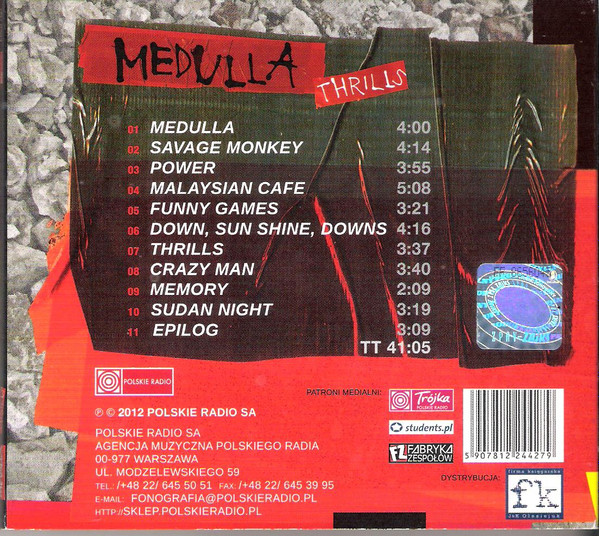 MEDULLA
THRILLS
01 MEDULLA 4:00
02 SAVAGE MONKEY 4:14
03 POWER 3:55
04 MALAYSIAN CAFE 5:08
05 FUNNY GAMES 3:21
06 DOWN, SUN SHINE, DOWNS 4:16
07 THRILLS 3:37
08 CRAZY MAN 3:40
09 MEMORY 2:09
10 SUDAN NIGHT 3:19
11 EPILOG 3:09
TT 41:05
POLSKIE RADIO
℗ © 2012 POLSKIE RADIO SA
POLSKIE RADIO SA
AGENCJA MUZYCZNA POLSKIEGO RADIA
00-977 WARSZAWA
UL. MODZELEWSKIEGO 59
TEL.: /+48 22/ 645 50 51 FAX: /+48 22/ 645 39 95
E-MAIL: FONOGRAFIA@POLSKIERADIO.PL
HTTP://SKLEP.POLSKIERADIO.PL
PATRONI MEDIALNI:
Trójka
POLSKIE RADIO
students.pl
FZ FABRYKA
ZESPOŁÓW
5 907812 244279
DYSTRYBUCJA:
firma księgarska
fk
J&K Olesiejuk